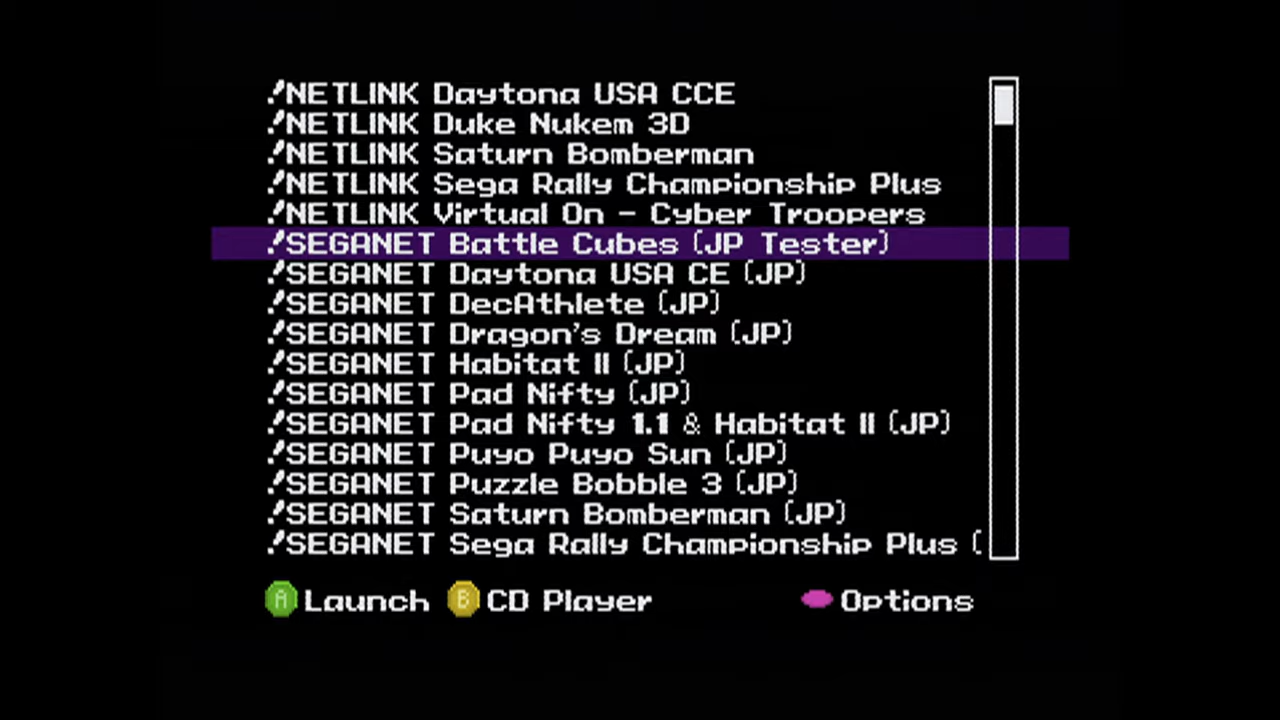 !NETLINK Daytona USA CCE
!NETLINK Duke Nukem 3D
!NETLINK Saturn Bomberman
!NETLINK Sega Rally Championship Plus
!NETLINK Virtual On - Cyber Troopers
!SEGANET Battle Cubes (JP Tester)
!SEGANET Daytona USA CE (JP)
!SEGANET DecAthlete (JP)
!SEGANET Dragon's Dream (JP)
!SEGANET Habitat II (JP)
!SEGANET Pad Nifty (JP)
!SEGANET Pad Nifty 1.1 & Habitat II (JP)
!SEGANET Puyo Puyo Sun (JP)
!SEGANET Puzzle Bobble 3 (JP)
!SEGANET Saturn Bomberman (JP)
!SEGANET Sega Rally Championship Plus (
A Launch B CD Player Options